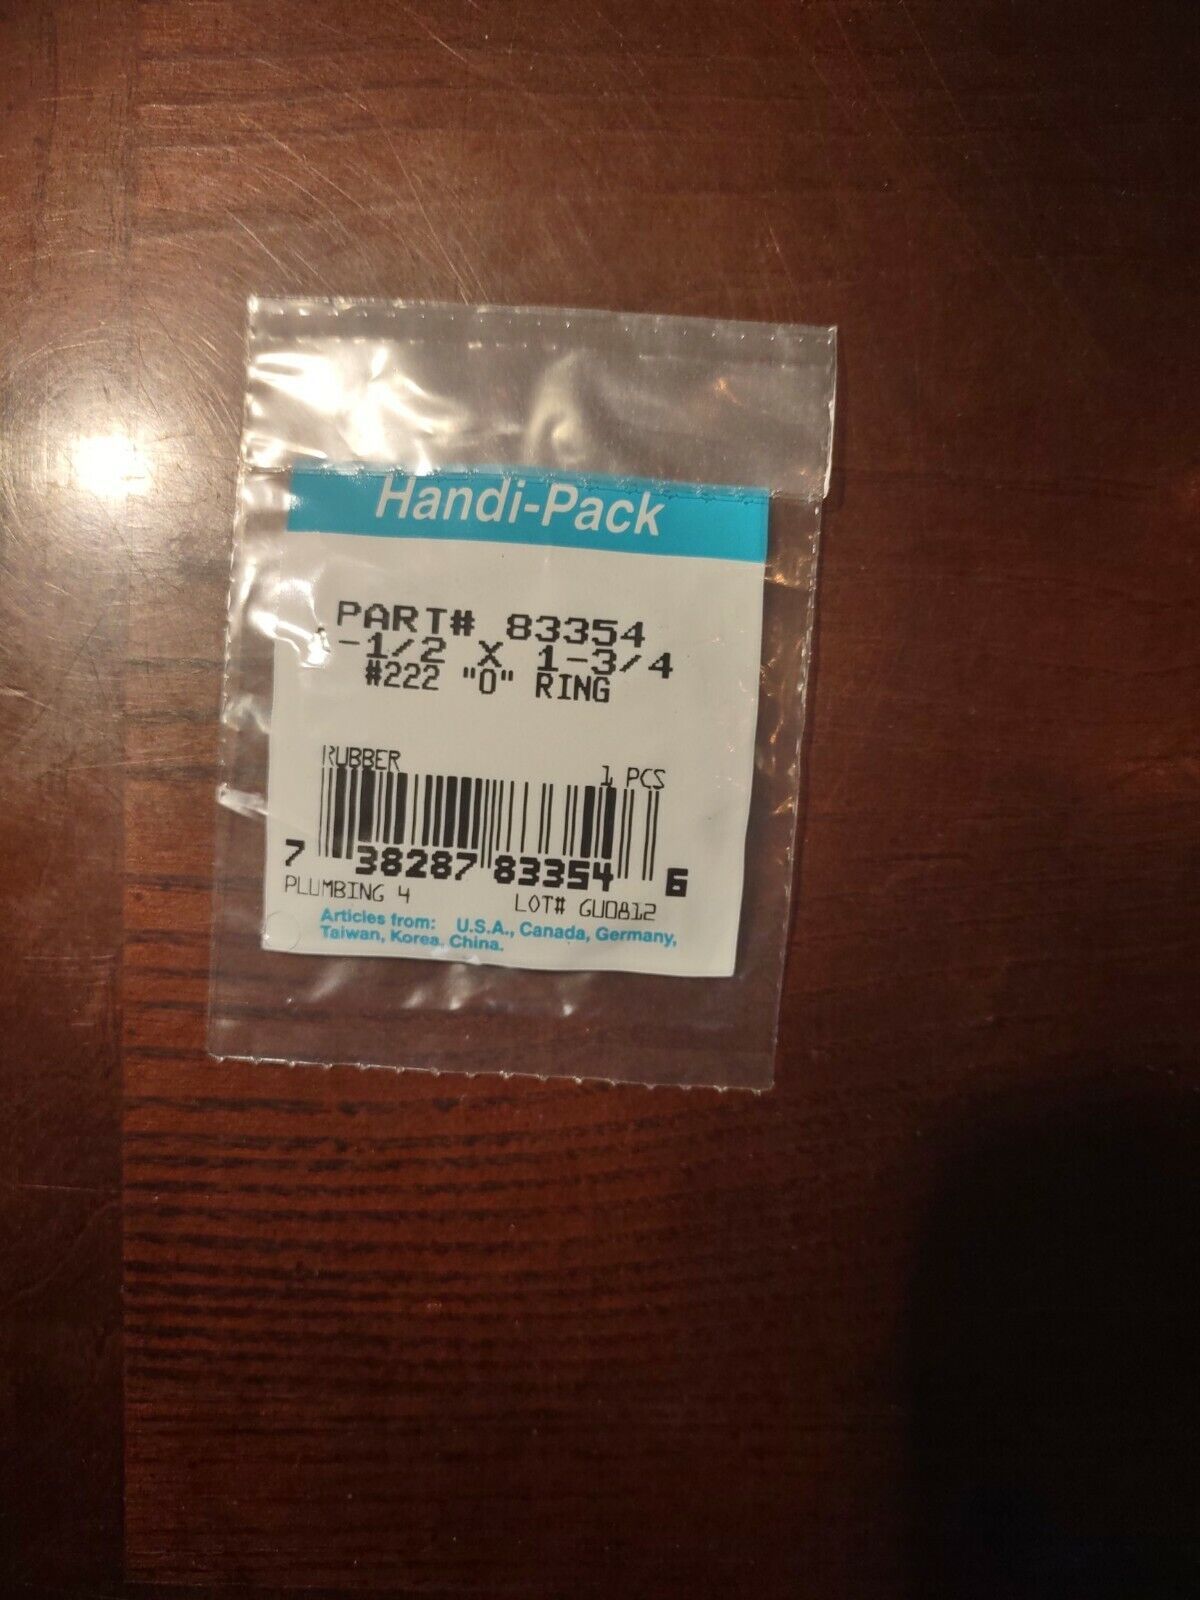 Handi-Pack
PART# 83354
-1/2 X 1-3/4
#222 "O" RING
RUBBER 1 PCS
7 38287 83354 6
PLUMBING 4 LOT# GU0812
Articles from: U.S.A., Canada, Germany,
Taiwan, Korea, China.